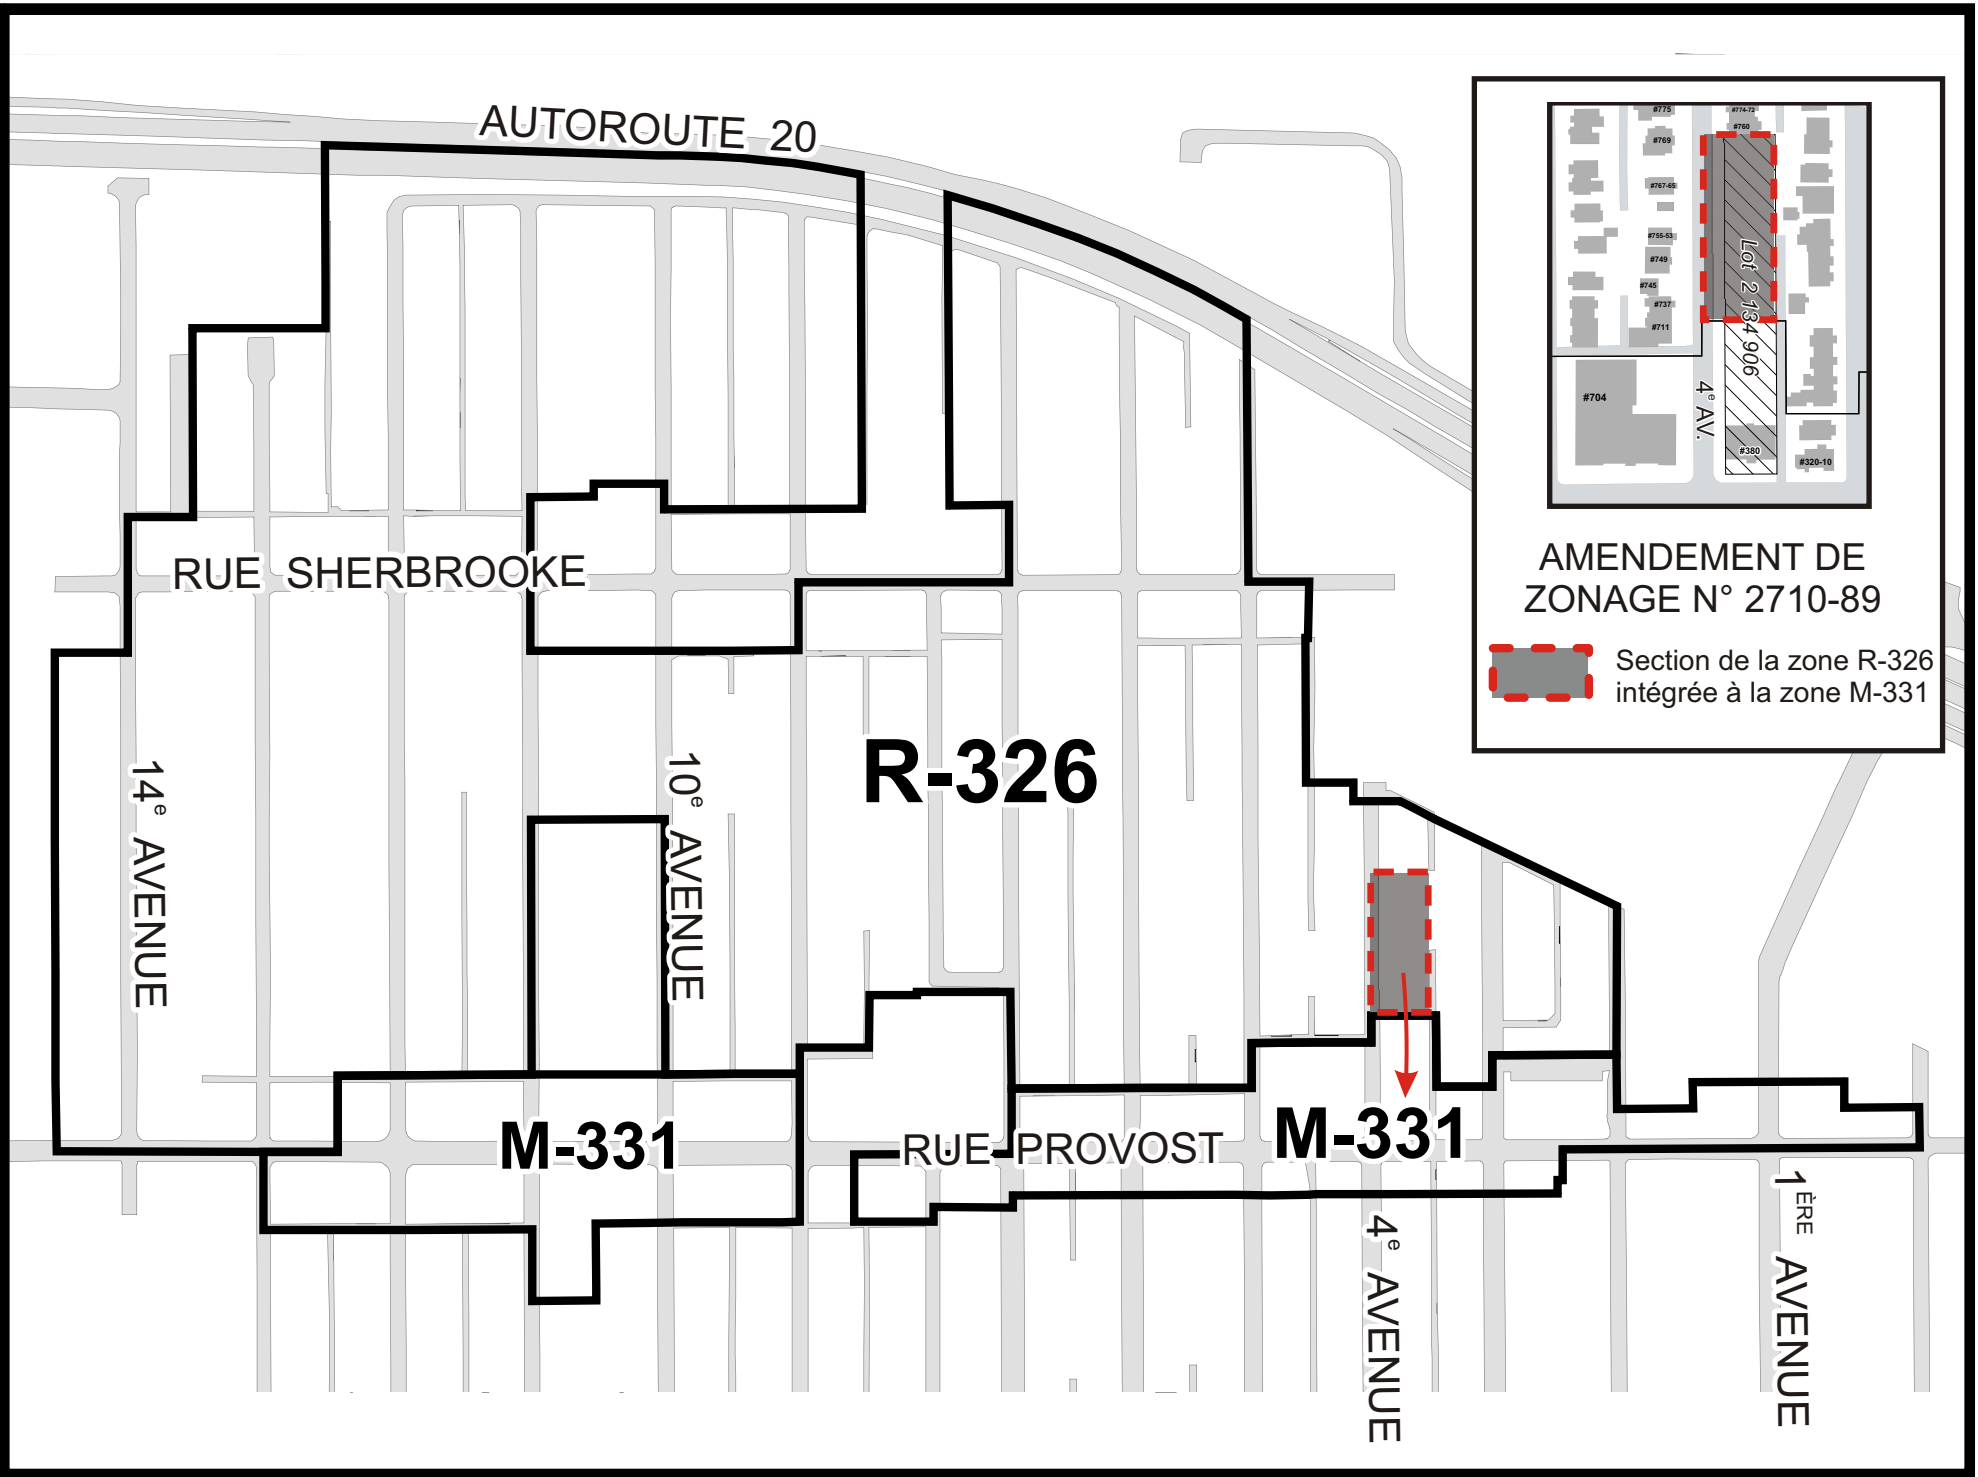 AUTOROUTE 20
RUE SHERBROOKE
14e AVENUE
10e AVENUE
R-326
M-331
RUE PROVOST
M-331
4e AVENUE
1ÈRE AVENUE
#775
#774-72
#760
#769
#767-65
#755-53
#749
#745
#737
#711
Lot 2 134 906
#704
4e AV.
#380
#320-10
AMENDEMENT DE
ZONAGE N° 2710-89
Section de la zone R-326
intégrée à la zone M-331